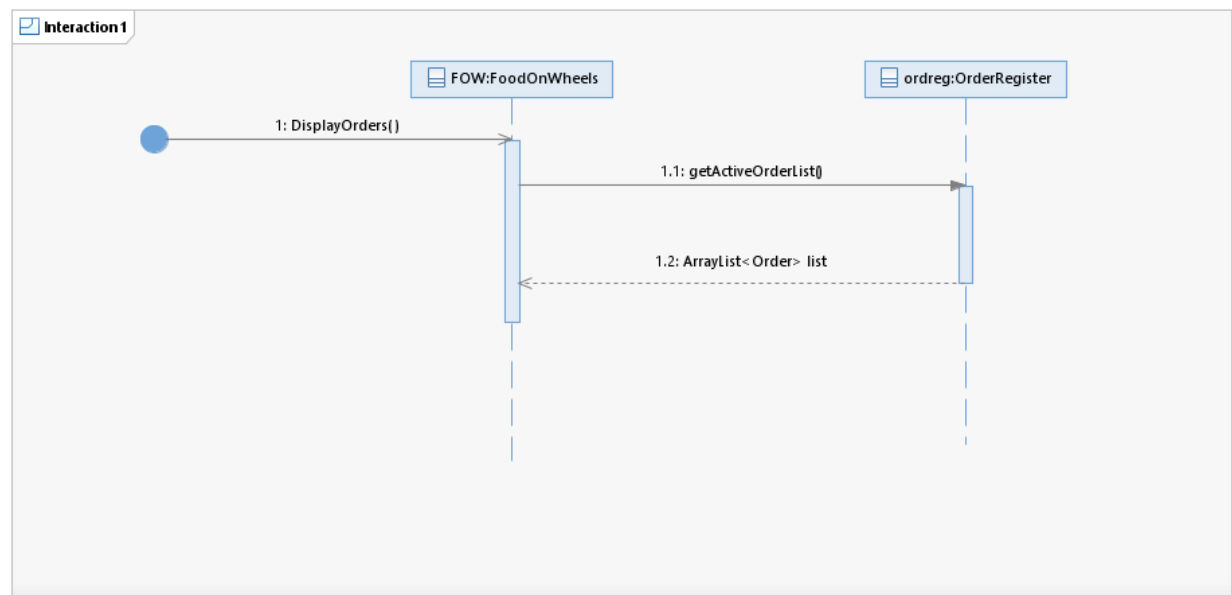 Interaction1
FOW:FoodOnWheels
ordreg:OrderRegister
1: DisplayOrders()
1.1: getActiveOrderList()
1.2: ArrayList<Order> list